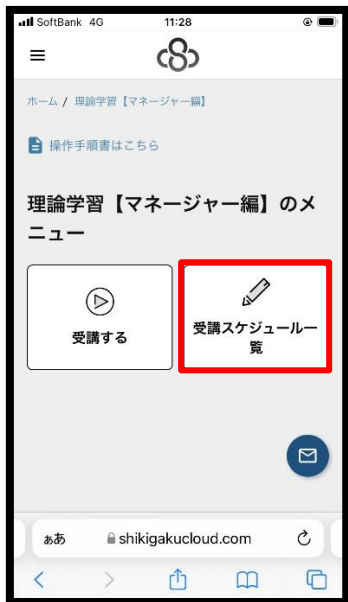 SoftBank 4G 11:28
ホーム / 理論学習【マネージャー編】
操作手順書はこちら
理論学習【マネージャー編】のメ
ニュー
受講する
受講スケジュール一
覧
ぁあ shikigakucloud.com